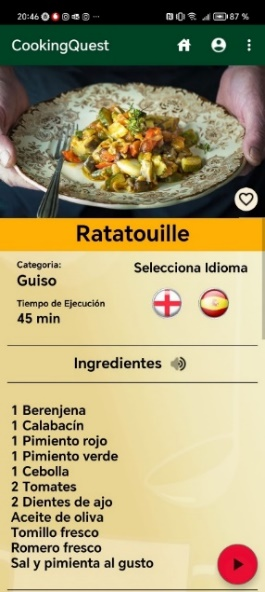 20:46
87 %
CookingQuest
Ratatouille
Categoria:
Guiso
Tiempo de Ejecución
45 min
Selecciona Idioma
Ingredientes
1 Berenjena
1 Calabacín
1 Pimiento rojo
1 Pimiento verde
1 Cebolla
2 Tomates
2 Dientes de ajo
Aceite de oliva
Tomillo fresco
Romero fresco
Sal y pimienta al gusto